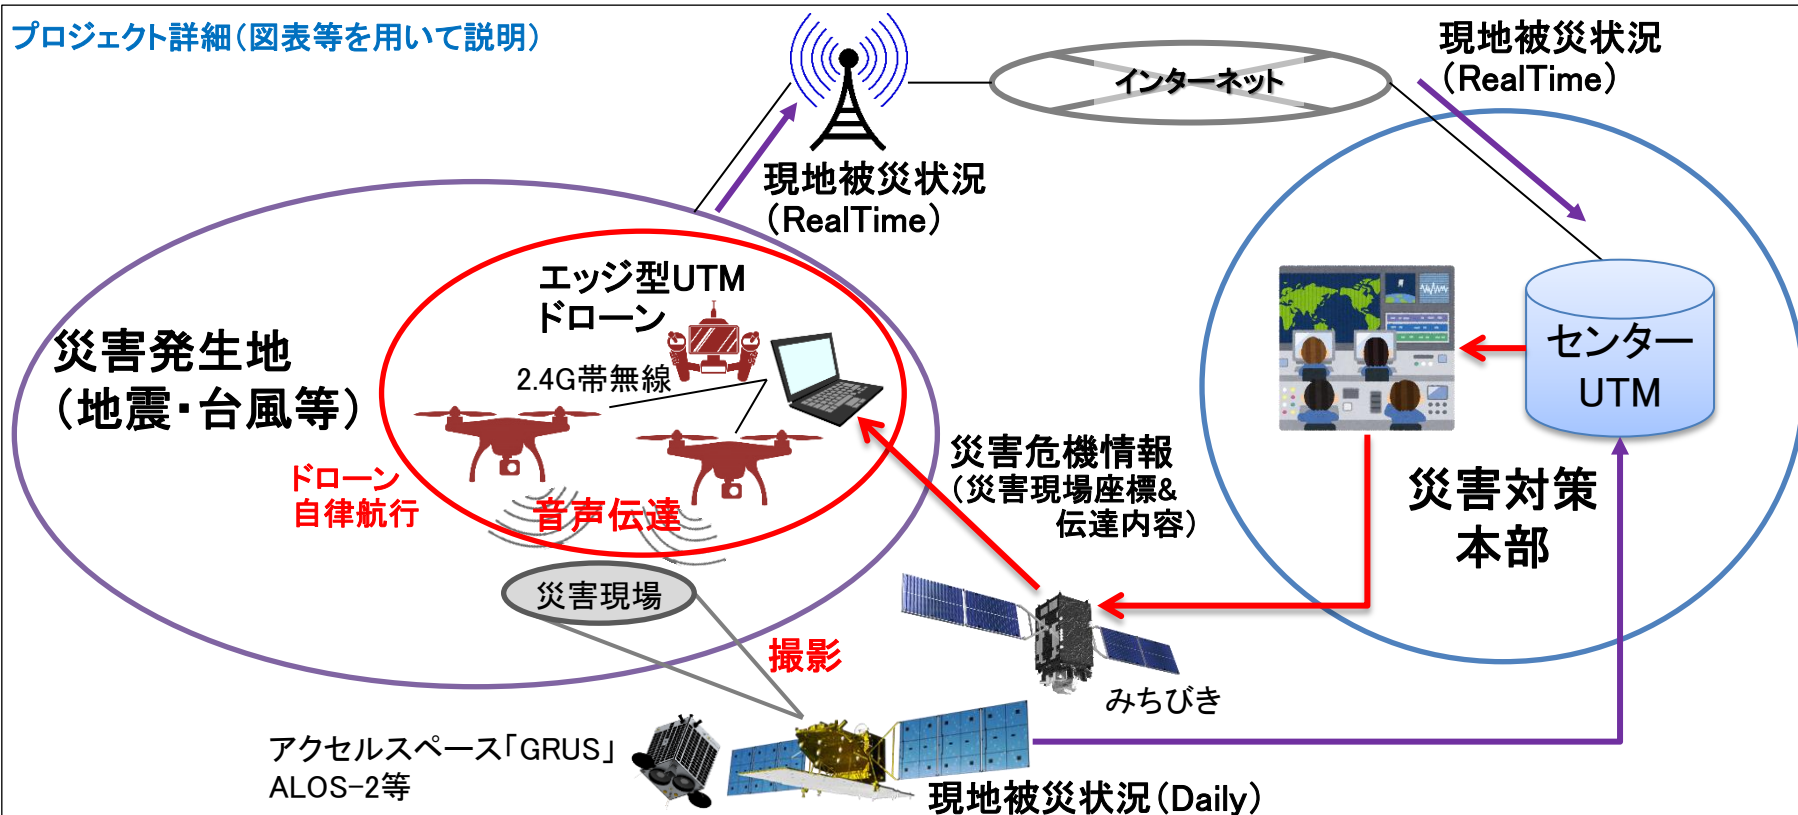 プロジェクト詳細（図表等を用いて説明）
インターネット
現地被災状況
（RealTime）
現地被災状況
（RealTime）
エッジ型UTM
ドローン
2.4G帯無線
災害発生地
（地震・台風等）
ドローン
自律航行
音声伝達
災害現場
撮影
災害危機情報
（災害現場座標&
伝達内容）
センター
UTM
災害対策
本部
みちびき
アクセルスペース「GRUS」
ALOS-2等
現地被災状況（Daily）